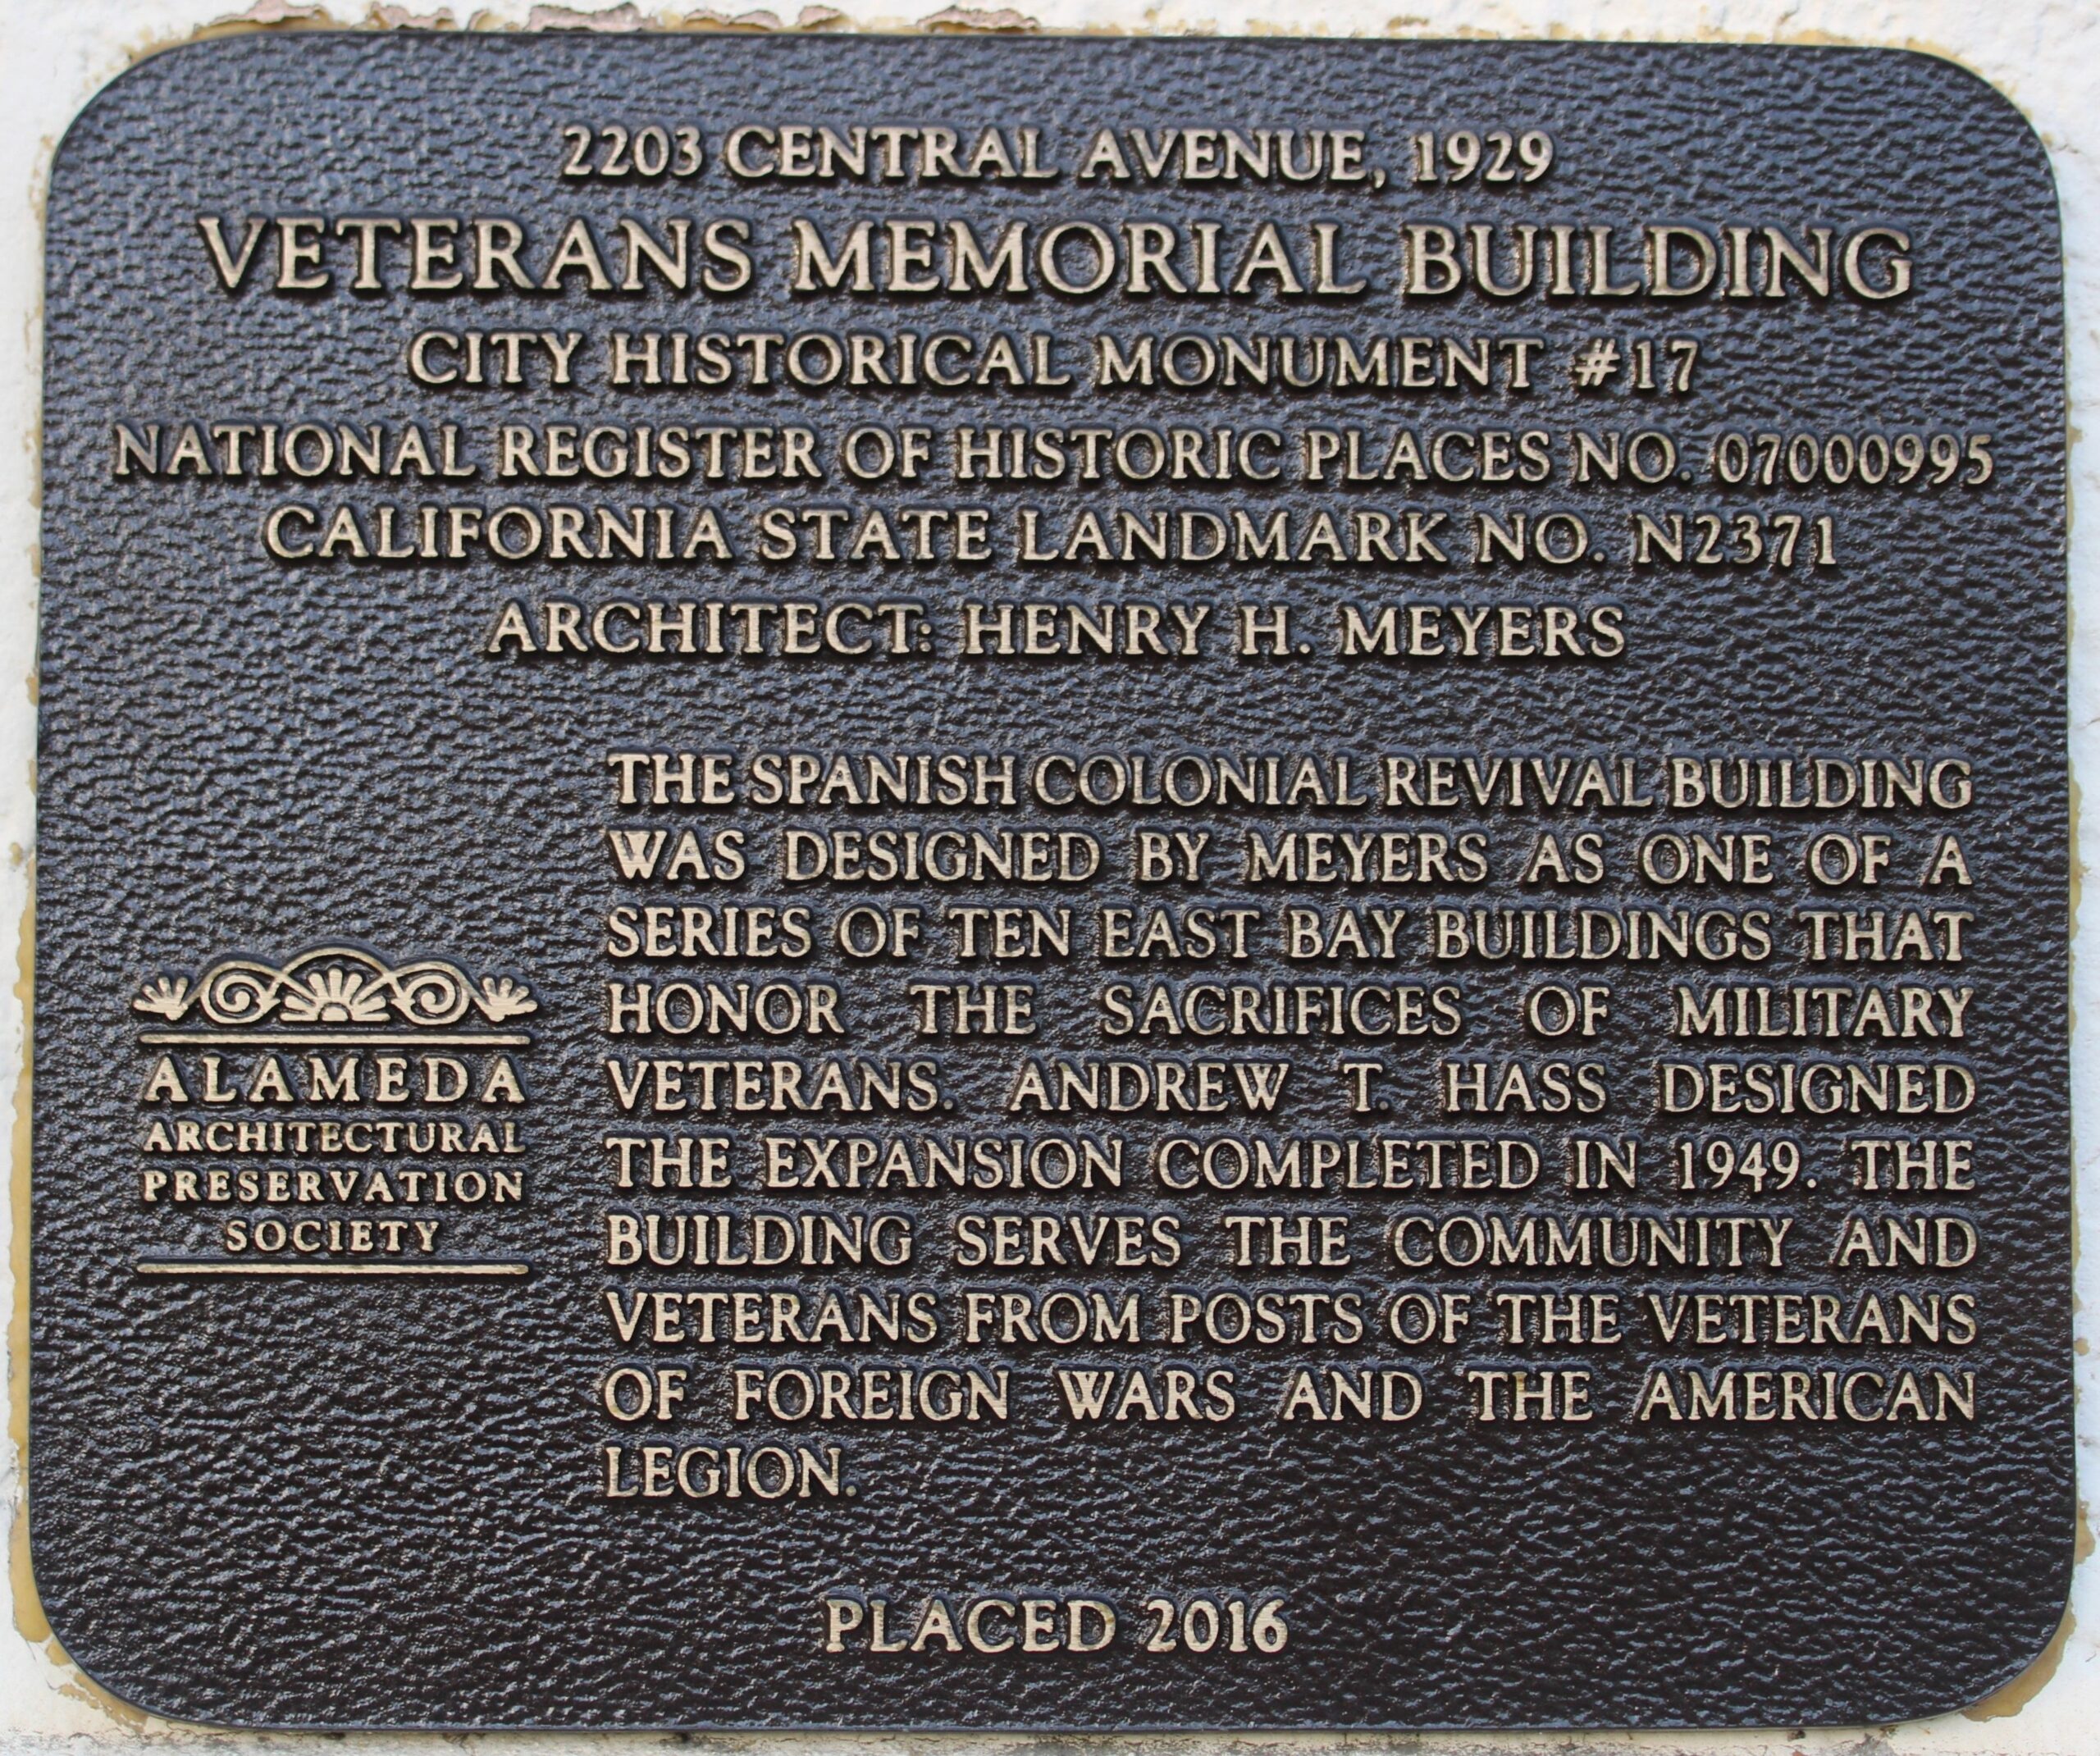 2203 CENTRAL AVENUE, 1929
VETERANS MEMORIAL BUILDING
CITY HISTORICAL MONUMENT #17
NATIONAL REGISTER OF HISTORIC PLACES NO. 07000995
CALIFORNIA STATE LANDMARK NO. N2371
ARCHITECT: HENRY H. MEYERS
THE SPANISH COLONIAL REVIVAL BUILDING
WAS DESIGNED BY MEYERS AS ONE OF A
SERIES OF TEN EAST BAY BUILDINGS THAT
HONOR THE SACRIFICES OF MILITARY
VETERANS. ANDREW T. HASS DESIGNED
THE EXPANSION COMPLETED IN 1949. THE
BUILDING SERVES THE COMMUNITY AND
VETERANS FROM POSTS OF THE VETERANS
OF FOREIGN WARS AND THE AMERICAN
LEGION.
ALAMEDA
ARCHITECTURAL
PRESERVATION
SOCIETY
PLACED 2016